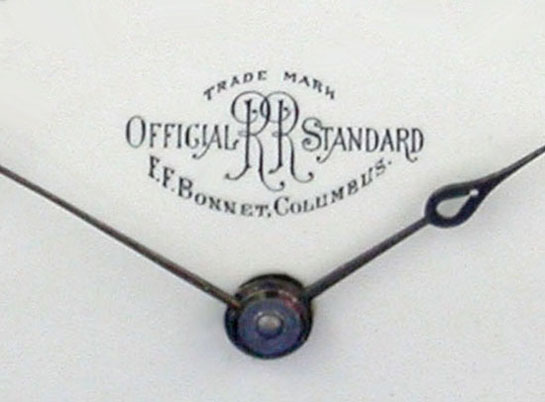 TRADE MARK
OFFICIAL RR STANDARD
F.F. BONNET, COLUMBUS.